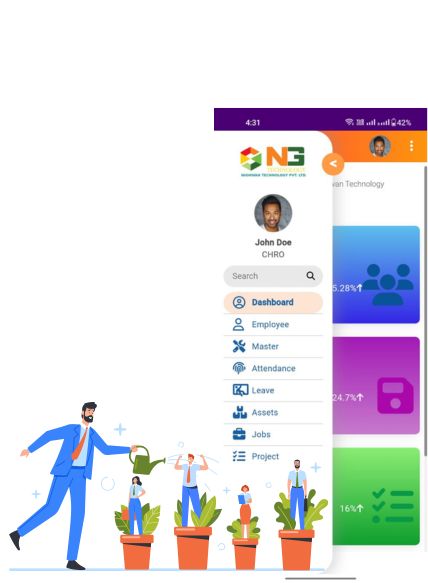 4:31
42%
NG
TECHNOLOGY
van Technology
John Doe
CHRO
Search
5.28%↑
Dashboard
Employee
Master
Attendance
24.7%↑
Leave
Assets
Jobs
Project
16%↑